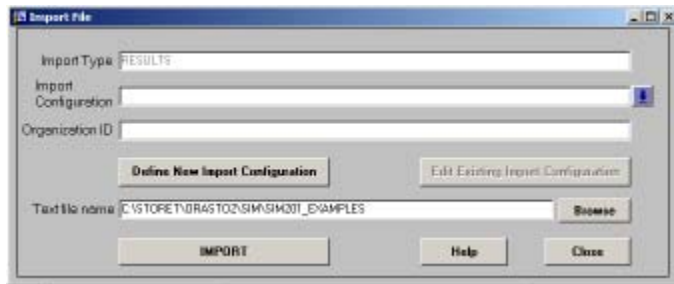 Import File
Import Type RESULTS
Import
Configuration
Organization ID
Define New Import Configuration Edit Existing Import Configuration
Text file name C:\STORET\ORASTO2\SIM\SIM201_EXAMPLES Browse
IMPORT Help Close